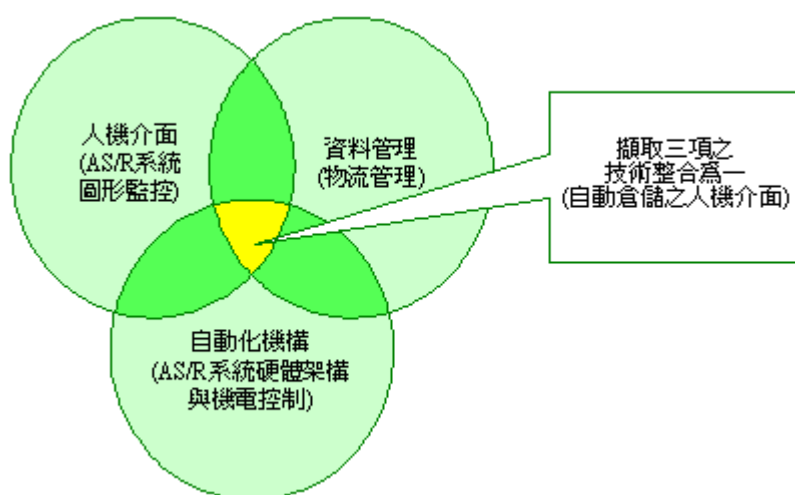 人機介面
(AS/R系統
圖形監控)
資料管理
(物流管理)
擷取三項之
技術整合為一
(自動倉儲之人機介面)
自動化機構
(AS/R系統硬體架構
與機電控制)